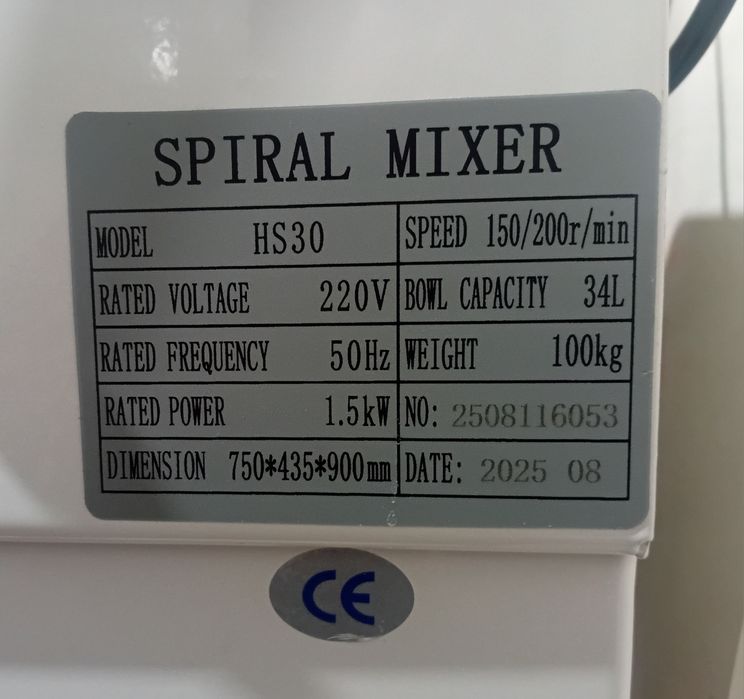 SPIRAL MIXER
MODEL HS30 SPEED 150/200r/min
RATED VOLTAGE 220V BOWL CAPACITY 34L
RATED FREQUENCY 50Hz WEIGHT 100kg
RATED POWER 1.5kW NO: 2508116053
DIMENSION 750*435*900mm DATE: 2025 08
CE